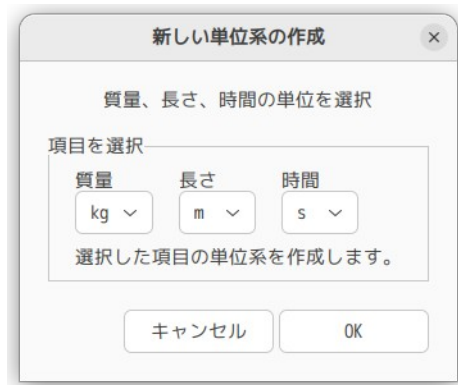 新しい単位系の作成 ×
質量、長さ、時間の単位を選択
項目を選択
質量 長さ 時間
kg m s
選択した項目の単位系を作成します。
キャンセル OK